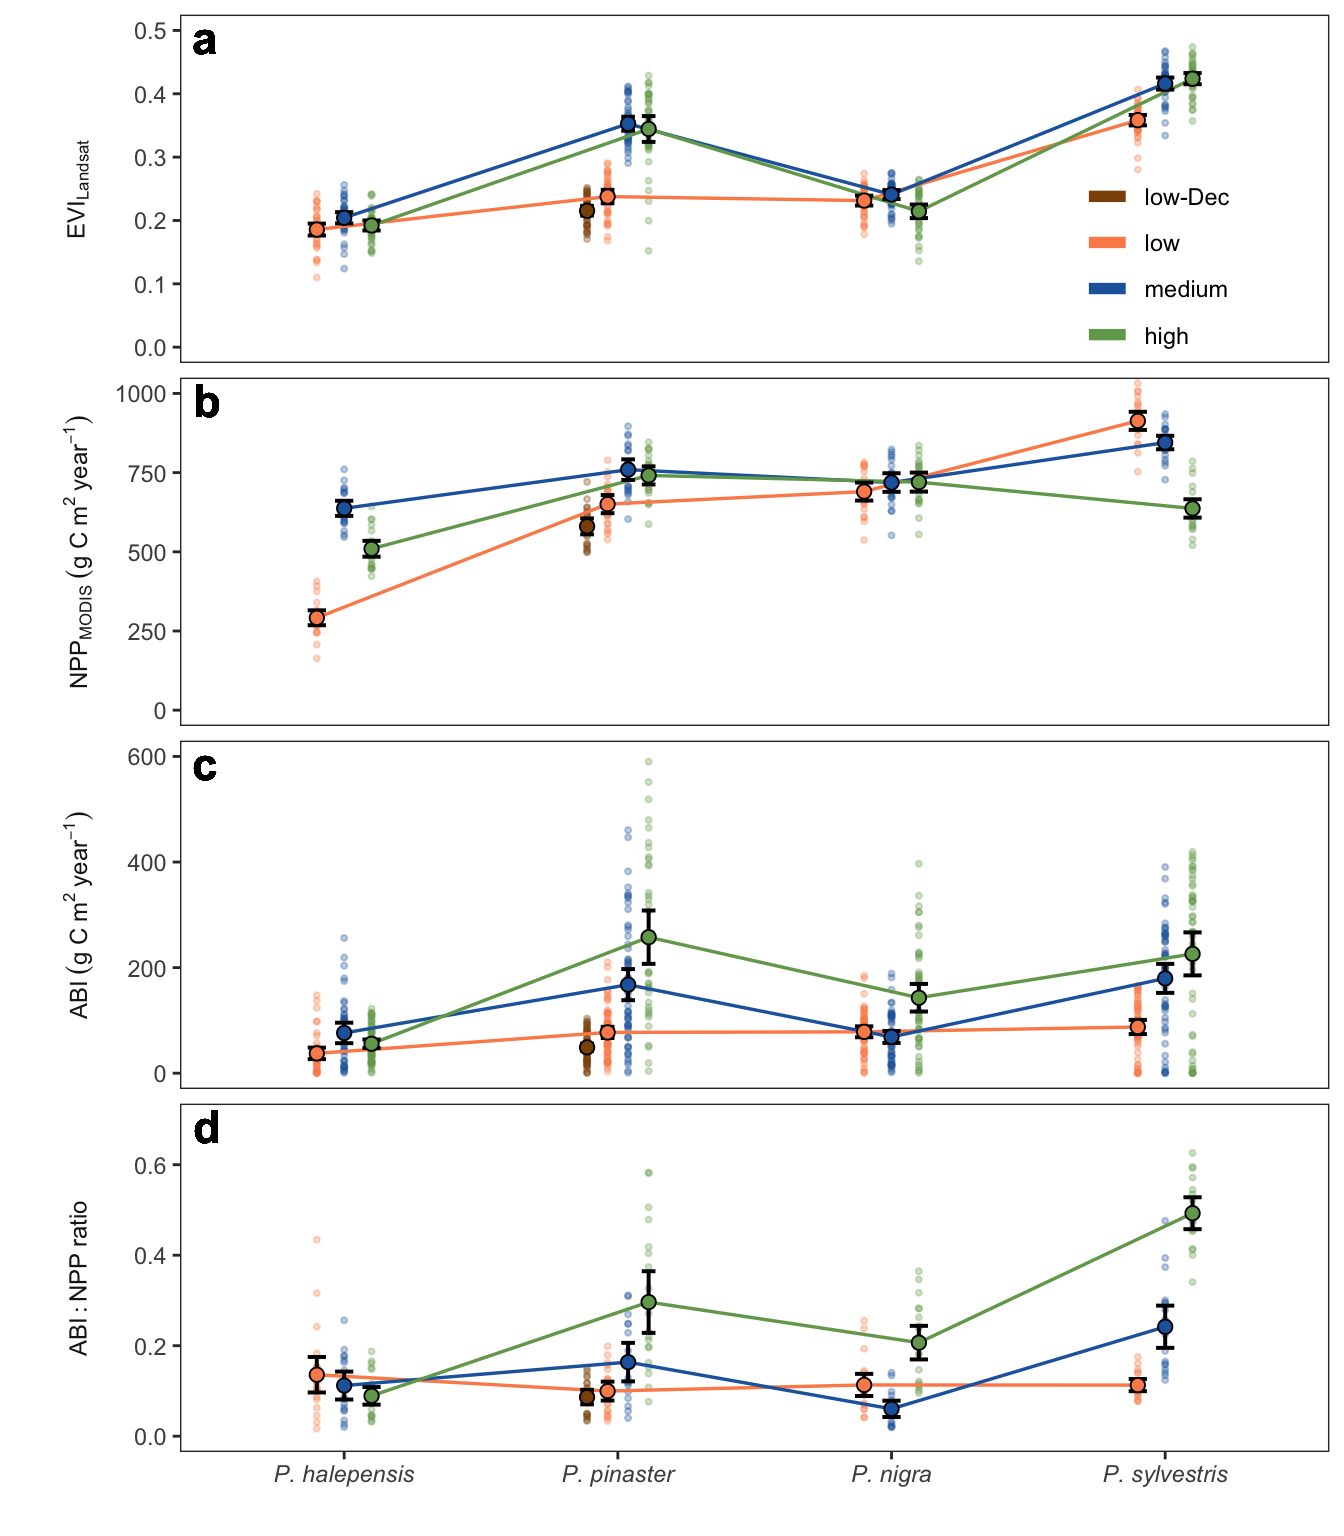 a
0.5
0.4
0.3
0.2
0.1
0.0
EVI_Landsat
low-Dec
low
medium
high
b
1000
750
500
250
0
NPP_MODIS (g C m² year⁻¹)
c
600
400
200
0
ABI (g C m² year⁻¹)
d
0.6
0.4
0.2
0.0
ABI : NPP ratio
P. halepensis P. pinaster P. nigra P. sylvestris